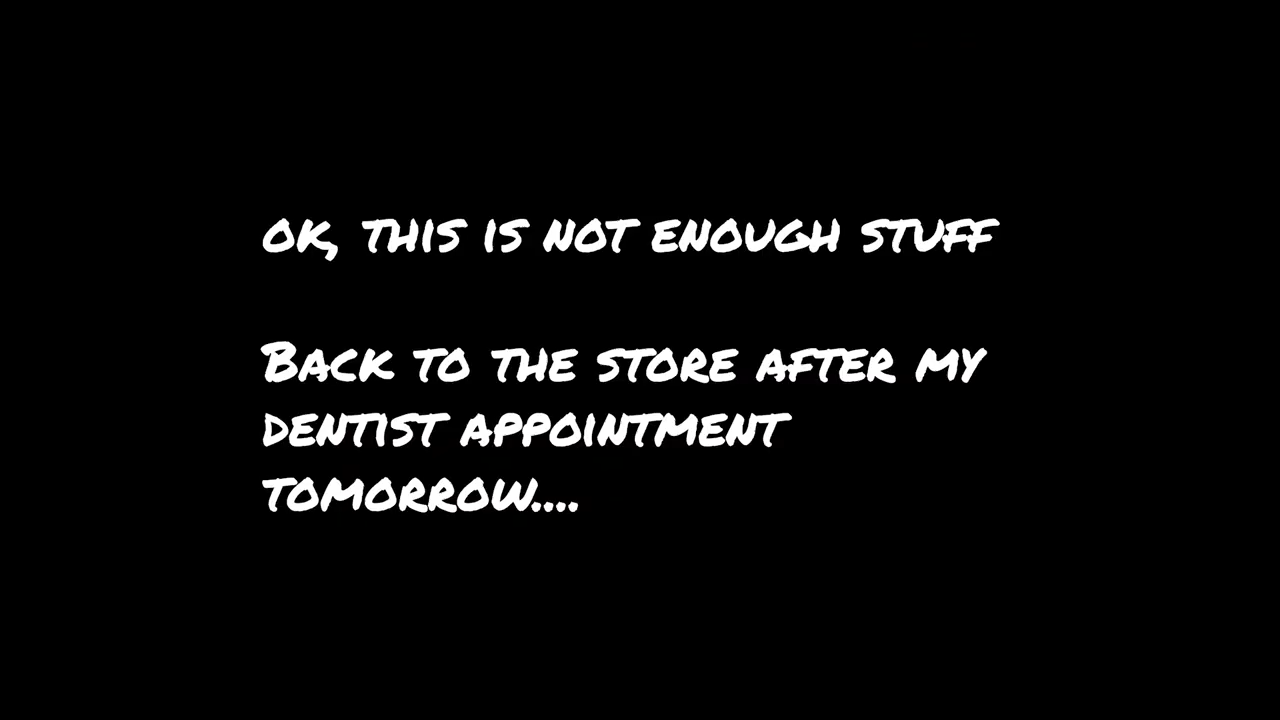 OK, THIS IS NOT ENOUGH STUFF
BACK TO THE STORE AFTER MY
DENTIST APPOINTMENT
TOMORROW....